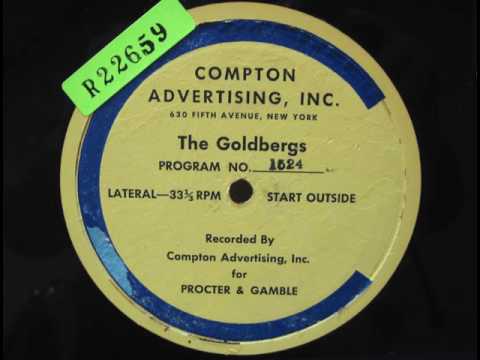 R22659
COMPTON
ADVERTISING, INC.
630 FIFTH AVENUE, NEW YORK
The Goldbergs
PROGRAM NO. 1524
LATERAL—33⅓ RPM START OUTSIDE
Recorded By
Compton Advertising, Inc.
for
PROCTER & GAMBLE